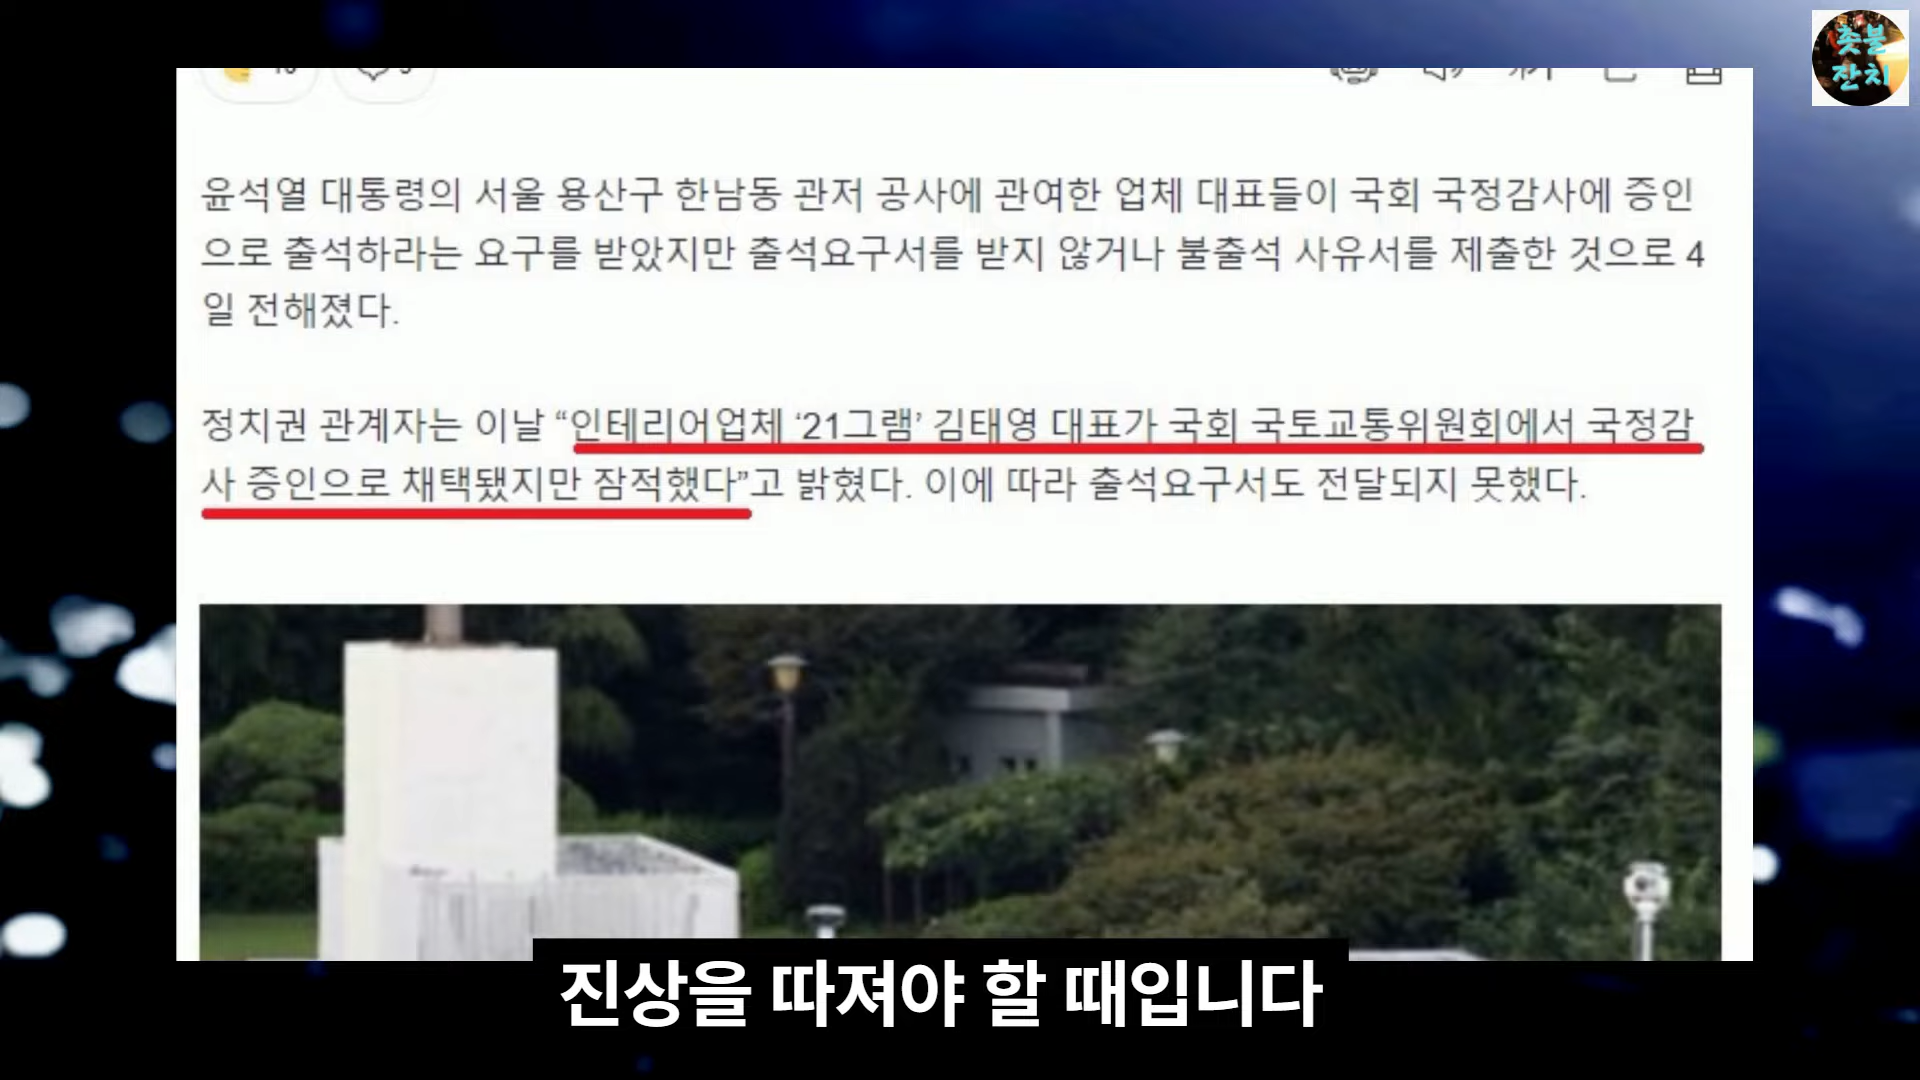 촛불
잔치
윤석열 대통령의 서울 용산구 한남동 관저 공사에 관여한 업체 대표들이 국회 국정감사에 증인
으로 출석하라는 요구를 받았지만 출석요구서를 받지 않거나 불출석 사유서를 제출한 것으로 4
일 전해졌다.
정치권 관계자는 이날 “인테리어업체 ‘21그램’ 김태영 대표가 국회 국토교통위원회에서 국정감
사 증인으로 채택됐지만 잠적했다”고 밝혔다. 이에 따라 출석요구서도 전달되지 못했다.
진상을 따져야 할 때입니다